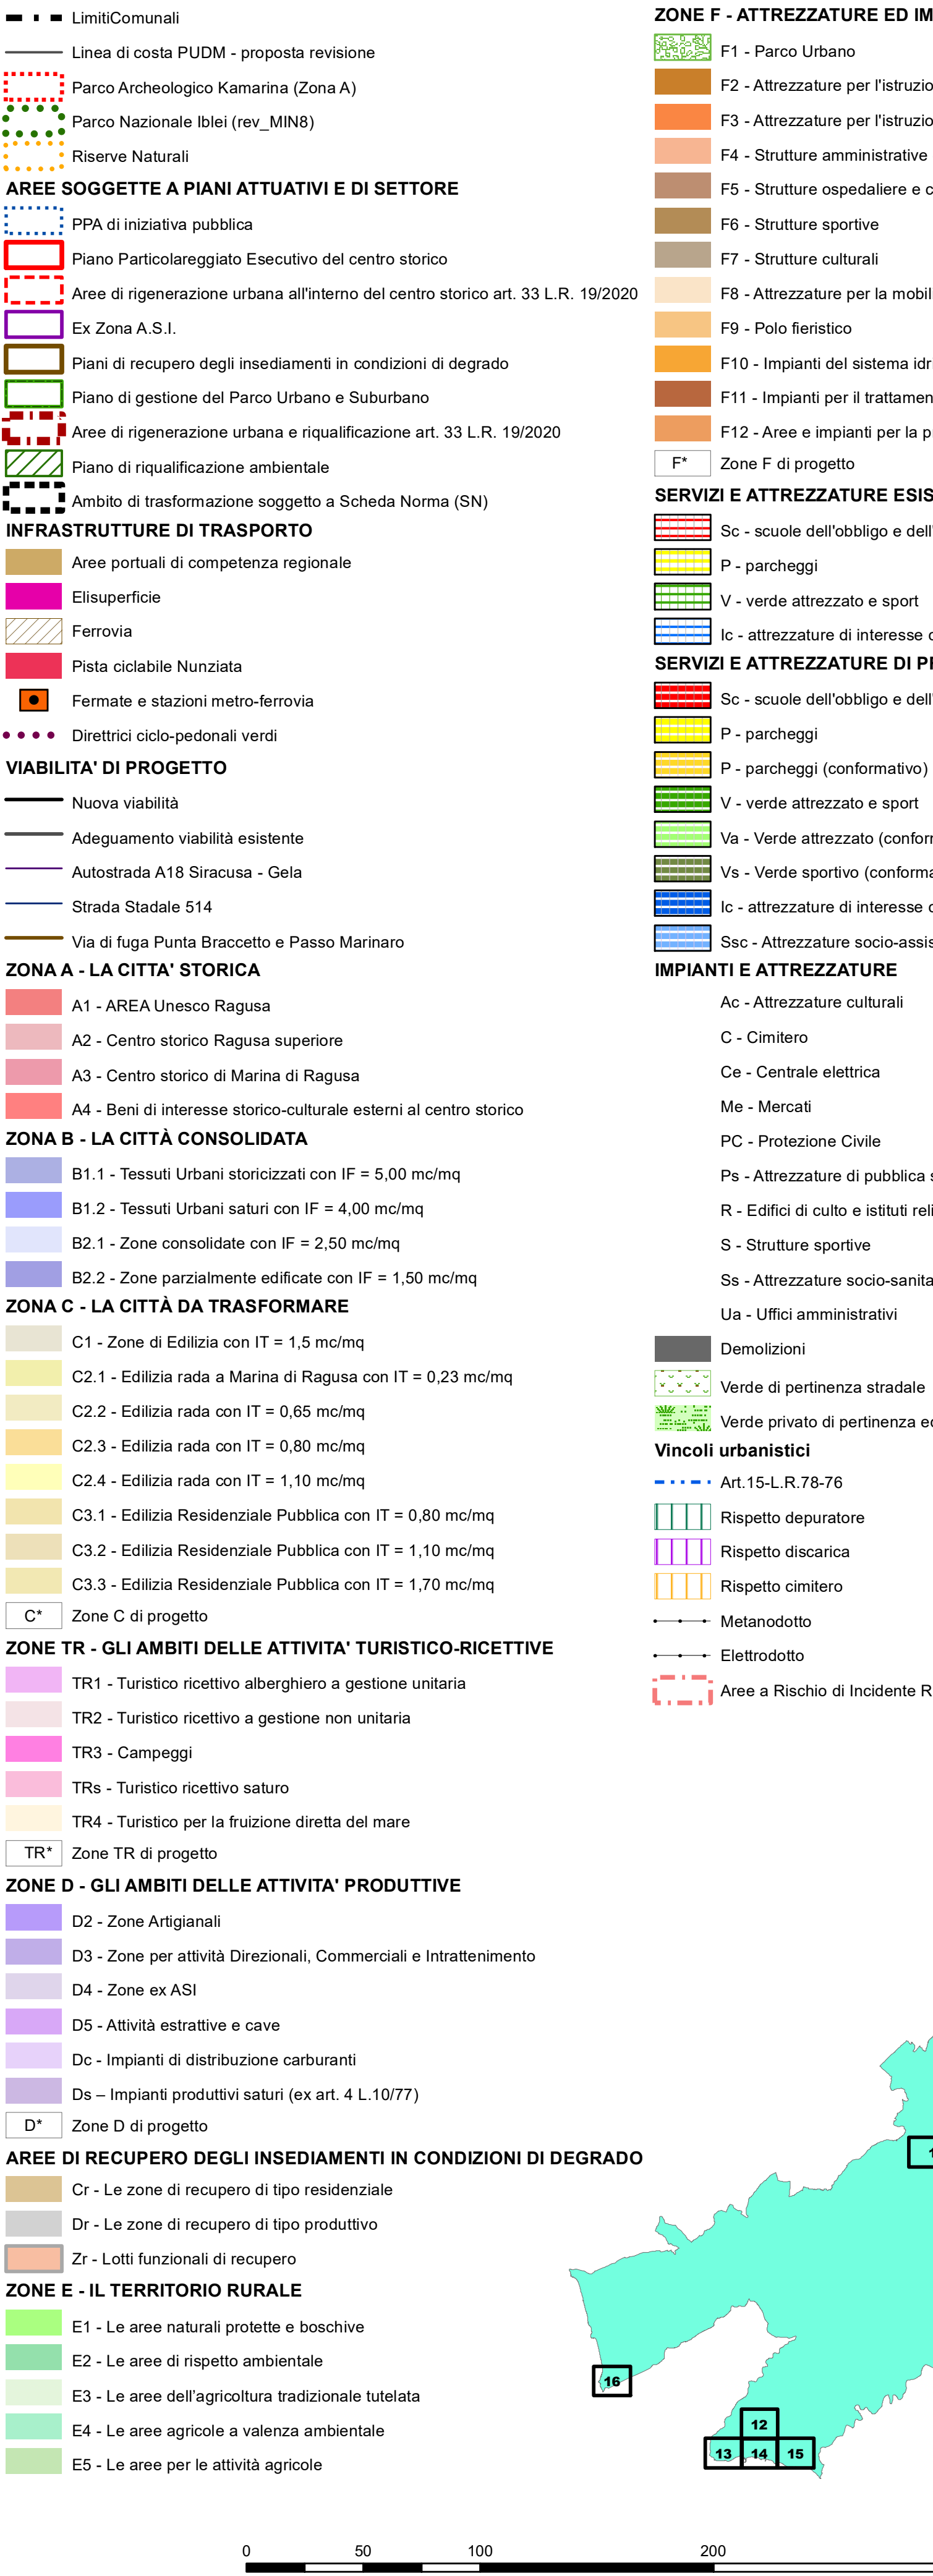 LimitiComunali
Linea di costa PUDM - proposta revisione
Parco Archeologico Kamarina (Zona A)
Parco Nazionale Iblei (rev_MIN8)
Riserve Naturali
AREE SOGGETTE A PIANI ATTUATIVI E DI SETTORE
PPA di iniziativa pubblica
Piano Particolareggiato Esecutivo del centro storico
Aree di rigenerazione urbana all'interno del centro storico art. 33 L.R. 19/2020
Ex Zona A.S.I.
Piani di recupero degli insediamenti in condizioni di degrado
Piano di gestione del Parco Urbano e Suburbano
Aree di rigenerazione urbana e riqualificazione art. 33 L.R. 19/2020
Piano di riqualificazione ambientale
Ambito di trasformazione soggetto a Scheda Norma (SN)
INFRASTRUTTURE DI TRASPORTO
Aree portuali di competenza regionale
Elisuperficie
Ferrovia
Pista ciclabile Nunziata
Fermate e stazioni metro-ferrovia
Direttrici ciclo-pedonali verdi
VIABILITA' DI PROGETTO
Nuova viabilità
Adeguamento viabilità esistente
Autostrada A18 Siracusa - Gela
Strada Stadale 514
Via di fuga Punta Braccetto e Passo Marinaro
ZONA A - LA CITTA' STORICA
A1 - AREA Unesco Ragusa
A2 - Centro storico Ragusa superiore
A3 - Centro storico di Marina di Ragusa
A4 - Beni di interesse storico-culturale esterni al centro storico
ZONA B - LA CITTÀ CONSOLIDATA
B1.1 - Tessuti Urbani storicizzati con IF = 5,00 mc/mq
B1.2 - Tessuti Urbani saturi con IF = 4,00 mc/mq
B2.1 - Zone consolidate con IF = 2,50 mc/mq
B2.2 - Zone parzialmente edificate con IF = 1,50 mc/mq
ZONA C - LA CITTÀ DA TRASFORMARE
C1 - Zone di Edilizia con IT = 1,5 mc/mq
C2.1 - Edilizia rada a Marina di Ragusa con IT = 0,23 mc/mq
C2.2 - Edilizia rada con IT = 0,65 mc/mq
C2.3 - Edilizia rada con IT = 0,80 mc/mq
C2.4 - Edilizia rada con IT = 1,10 mc/mq
C3.1 - Edilizia Residenziale Pubblica con IT = 0,80 mc/mq
C3.2 - Edilizia Residenziale Pubblica con IT = 1,10 mc/mq
C3.3 - Edilizia Residenziale Pubblica con IT = 1,70 mc/mq
C* Zone C di progetto
ZONE TR - GLI AMBITI DELLE ATTIVITA' TURISTICO-RICETTIVE
TR1 - Turistico ricettivo alberghiero a gestione unitaria
TR2 - Turistico ricettivo a gestione non unitaria
TR3 - Campeggi
TRs - Turistico ricettivo saturo
TR4 - Turistico per la fruizione diretta del mare
TR* Zone TR di progetto
ZONE D - GLI AMBITI DELLE ATTIVITA' PRODUTTIVE
D2 - Zone Artigianali
D3 - Zone per attività Direzionali, Commerciali e Intrattenimento
D4 - Zone ex ASI
D5 - Attività estrattive e cave
Dc - Impianti di distribuzione carburanti
Ds – Impianti produttivi saturi (ex art. 4 L.10/77)
D* Zone D di progetto
AREE DI RECUPERO DEGLI INSEDIAMENTI IN CONDIZIONI DI DEGRADO
Cr - Le zone di recupero di tipo residenziale
Dr - Le zone di recupero di tipo produttivo
Zr - Lotti funzionali di recupero
ZONE E - IL TERRITORIO RURALE
E1 - Le aree naturali protette e boschive
E2 - Le aree di rispetto ambientale
E3 - Le aree dell'agricoltura tradizionale tutelata
E4 - Le aree agricole a valenza ambientale
E5 - Le aree per le attività agricole
ZONE F - ATTREZZATURE ED IM
F1 - Parco Urbano
F2 - Attrezzature per l'istruzio
F3 - Attrezzature per l'istruzio
F4 - Strutture amministrative
F5 - Strutture ospedaliere e c
F6 - Strutture sportive
F7 - Strutture culturali
F8 - Attrezzature per la mobil
F9 - Polo fieristico
F10 - Impianti del sistema idr
F11 - Impianti per il trattamen
F12 - Aree e impianti per la p
F* Zone F di progetto
SERVIZI E ATTREZZATURE ESIS
Sc - scuole dell'obbligo e dell'
P - parcheggi
V - verde attrezzato e sport
Ic - attrezzature di interesse c
SERVIZI E ATTREZZATURE DI PR
Sc - scuole dell'obbligo e dell'
P - parcheggi
P - parcheggi (conformativo)
V - verde attrezzato e sport
Va - Verde attrezzato (conform
Vs - Verde sportivo (conforma
Ic - attrezzature di interesse c
Ssc - Attrezzature socio-assis
IMPIANTI E ATTREZZATURE
Ac - Attrezzature culturali
C - Cimitero
Ce - Centrale elettrica
Me - Mercati
PC - Protezione Civile
Ps - Attrezzature di pubblica s
R - Edifici di culto e istituti reli
S - Strutture sportive
Ss - Attrezzature socio-sanita
Ua - Uffici amministrativi
Demolizioni
Verde di pertinenza stradale
Verde privato di pertinenza ed
Vincoli urbanistici
Art.15-L.R.78-76
Rispetto depuratore
Rispetto discarica
Rispetto cimitero
Metanodotto
Elettrodotto
Aree a Rischio di Incidente R
16
12
13 14 15
0 50 100 200